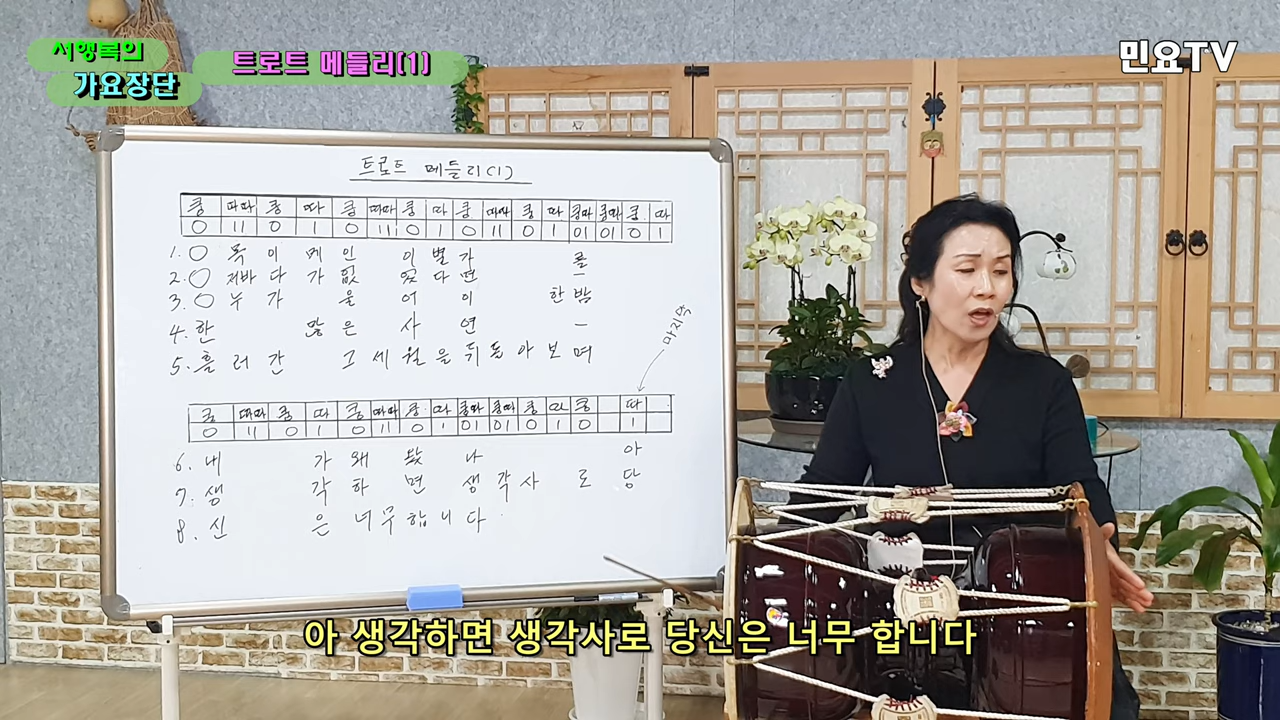 서행복의
가요장단
트로트 메들리(1)
민요TV
트로트 메들리(1)
쿵 따따 쿵 따 쿵 따따 쿵 따 쿵 따따 쿵 따 쿵따 쿵따 쿵 따
0 11 0 1 0 11 0 1 0 11 0 1 01 01 0 1
1. ○ 목 이 메 인 이 별 가 를
2. ○ 저바 다 가 없 었 다 면 ー
3. ○ 누 가 울 어 이 한 밤
4. 한 많 은 사 연 ー
5. 흘 러 간 그 세 월 을 뒤 돌 아 보 며
마지막
쿵 따따 쿵 따 쿵 따따 쿵 따 쿵따 쿵따 쿵 따 쿵 따
0 11 0 1 0 11 0 1 01 01 0 1 0 1
6. 내 가 왜 왔 나 아
7. 생 각 하 면 생 각 사 로 당
8. 신 은 너 무 합 니 다
아 생각하면 생각사로 당신은 너무 합니다